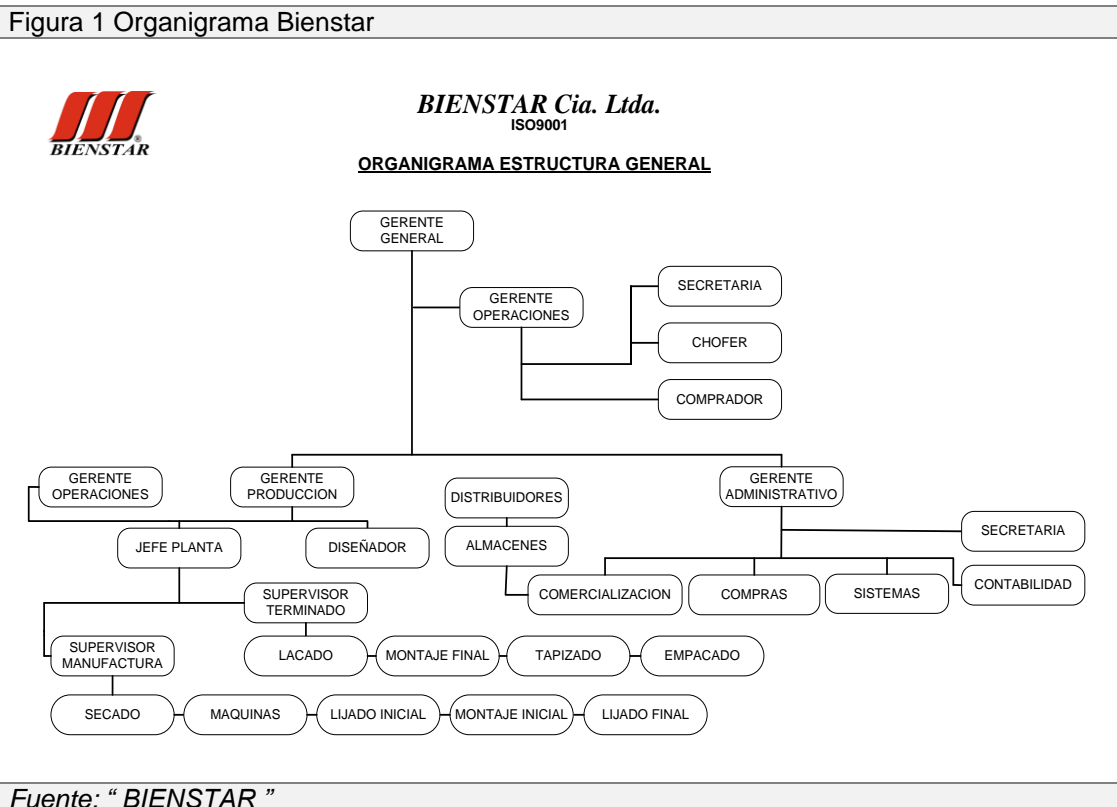 Figura 1 Organigrama Bienstar
BIENSTAR
®
BIENSTAR Cia. Ltda.
ISO9001
ORGANIGRAMA ESTRUCTURA GENERAL
GERENTE
GENERAL
GERENTE
OPERACIONES
SECRETARIA
CHOFER
COMPRADOR
GERENTE
OPERACIONES
GERENTE
PRODUCCION
DISTRIBUIDORES
GERENTE
ADMINISTRATIVO
JEFE PLANTA
DISEÑADOR
ALMACENES
SECRETARIA
COMERCIALIZACION
COMPRAS
SISTEMAS
CONTABILIDAD
SUPERVISOR
TERMINADO
SUPERVISOR
MANUFACTURA
LACADO
MONTAJE FINAL
TAPIZADO
EMPACADO
SECADO
MAQUINAS
LIJADO INICIAL
MONTAJE INICIAL
LIJADO FINAL
Fuente: “ BIENSTAR ”